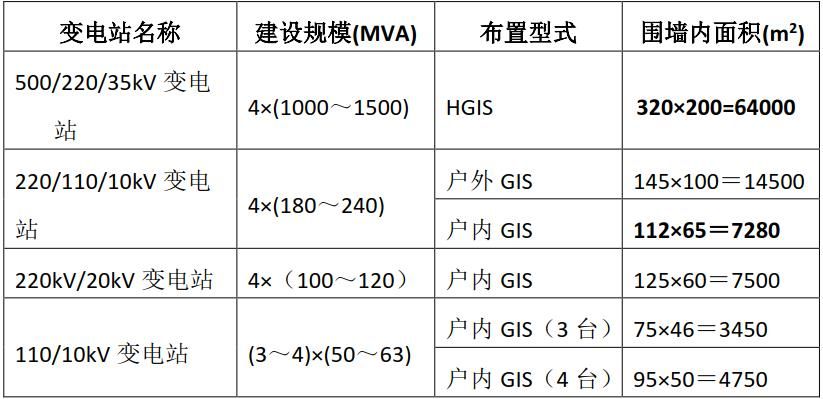 变电站名称 建设规模(MVA) 布置型式 围墙内面积(m²)
500/220/35kV 变电
站 4×(1000～1500) HGIS 320×200=64000
220/110/10kV 变电
站 4×(180～240) 户外 GIS 145×100＝14500
户内 GIS 112×65＝7280
220kV/20kV 变电站 4×（100～120） 户内 GIS 125×60＝7500
110/10kV 变电站 (3～4)×(50～63) 户内 GIS（3 台） 75×46＝3450
户内 GIS（4 台） 95×50＝4750